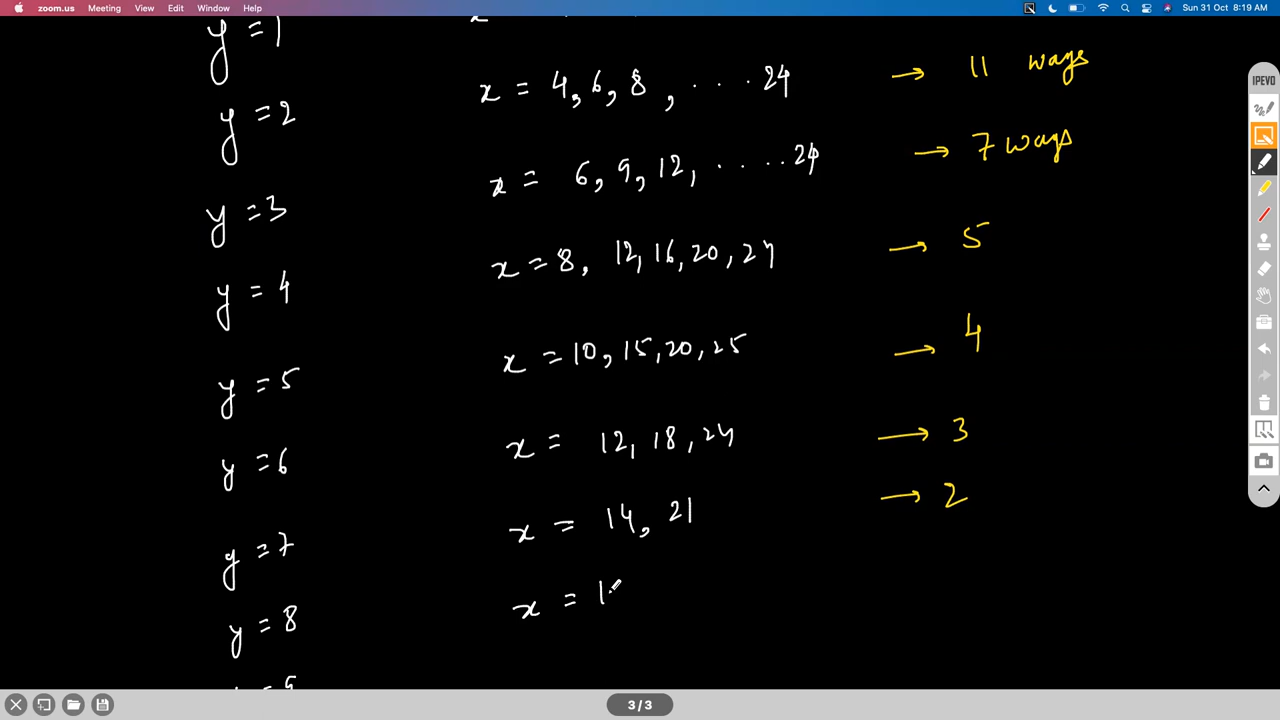 zoom.us Meeting View Edit Window Help Sun 31 Oct 8:19 AM
y = 1
x
IPEVO
y = 2 x = 4, 6, 8, ....24 → 11 ways
y = 3 x = 6, 9, 12, .....24 → 7 ways
y = 4 x = 8, 12, 16, 20, 24 → 5
y = 5 x = 10, 15, 20, 25 → 4
y = 6 x = 12, 18, 24 → 3
y = 7 x = 14, 21 → 2
y = 8 x = 1
3/3